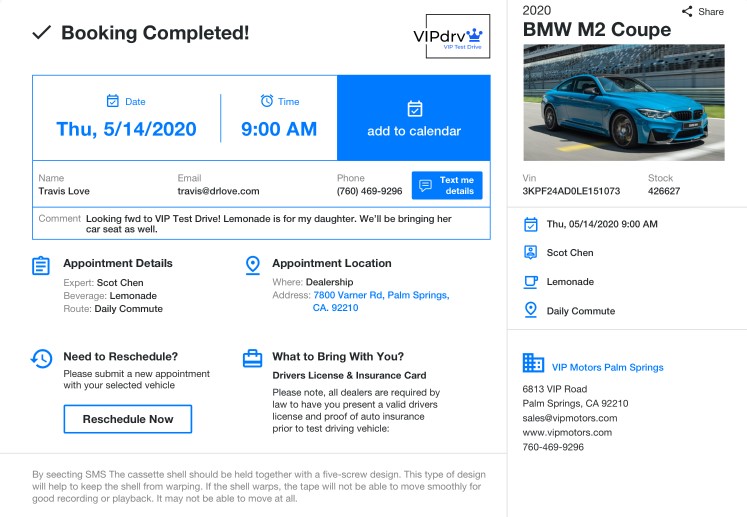 Booking Completed!
VIPdrv
VIP Test Drive
Date
Thu, 5/14/2020
Time
9:00 AM
add to calendar
Name
Travis Love
Email
travis@drlove.com
Phone
(760) 469-9296
Text me
details
Comment Looking fwd to VIP Test Drive! Lemonade is for my daughter. We'll be bringing her
car seat as well.
Appointment Details
Expert: Scot Chen
Beverage: Lemonade
Route: Daily Commute
Appointment Location
Where: Dealership
Address: 7800 Varner Rd, Palm Springs,
CA. 92210
Need to Reschedule?
Please submit a new appointment
with your selected vehicle
Reschedule Now
What to Bring With You?
Drivers License & Insurance Card
Please note, all dealers are required by
law to have you present a valid drivers
license and proof of auto insurance
prior to test driving vehicle:
By seecting SMS The cassette shell should be held together with a five-screw design. This type of design
will help to keep the shell from warping. If the shell warps, the tape will not be able to move smoothly for
good recording or playback. It may not be able to move at all.
2020
Share
BMW M2 Coupe
Vin
3KPF24AD0LE151073
Stock
426627
Thu, 05/14/2020 9:00 AM
Scot Chen
Lemonade
Daily Commute
VIP Motors Palm Springs
6813 VIP Road
Palm Springs, CA 92210
sales@vipmotors.com
www.vipmotors.com
760-469-9296